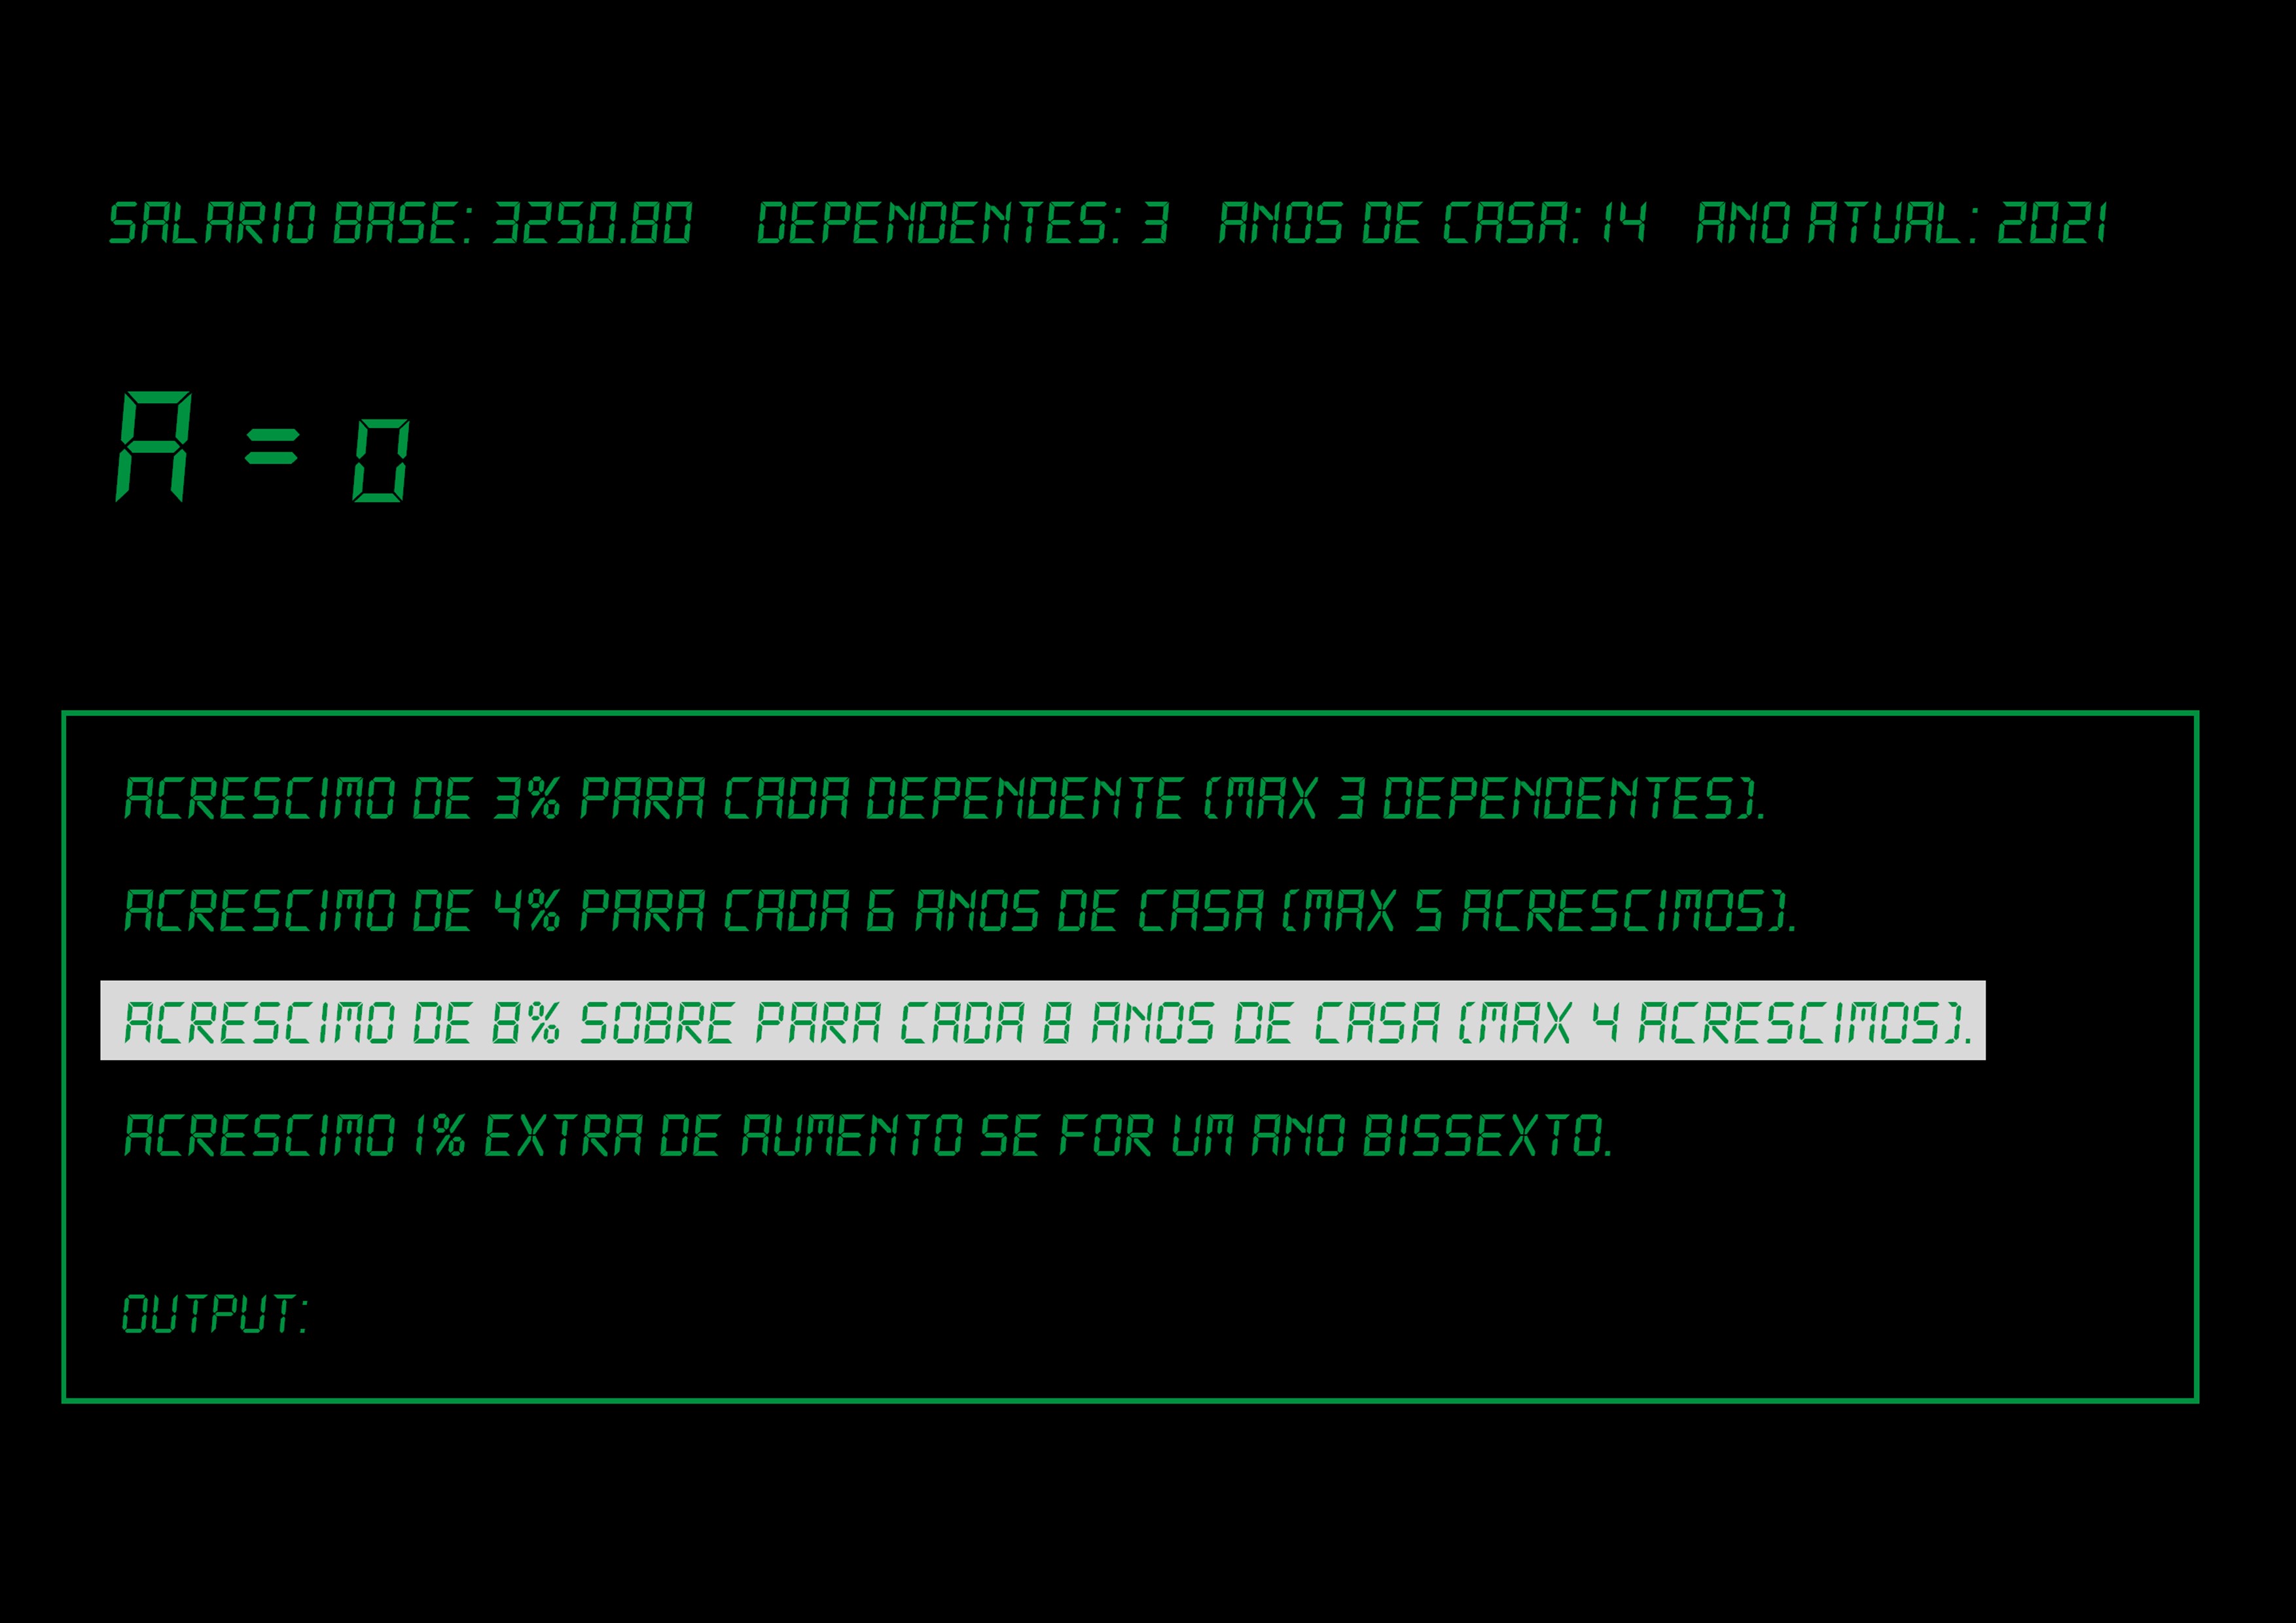 SALARIO BASE: 3250.80 DEPENDENTES: 3 ANOS DE CASA: 14 ANO ATUAL: 2021
A = 0
ACRESCIMO DE 3% PARA CADA DEPENDENTE (MAX 3 DEPENDENTES).
ACRESCIMO DE 4% PARA CADA 6 ANOS DE CASA (MAX 5 ACRESCIMOS).
ACRESCIMO DE 8% SOBRE PARA CADA 8 ANOS DE CASA (MAX 4 ACRESCIMOS).
ACRESCIMO 1% EXTRA DE AUMENTO SE FOR UM ANO BISSEXTO.
OUTPUT: